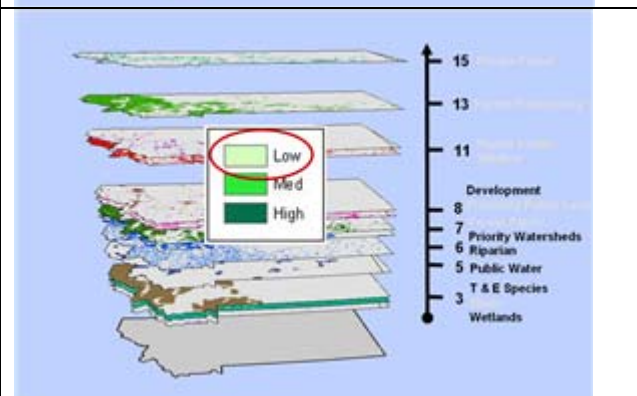 15
13
11
Low
Med
High
Development
8
7
Priority Watersheds
6
Riparian
5 Public Water
T & E Species
3
Wetlands